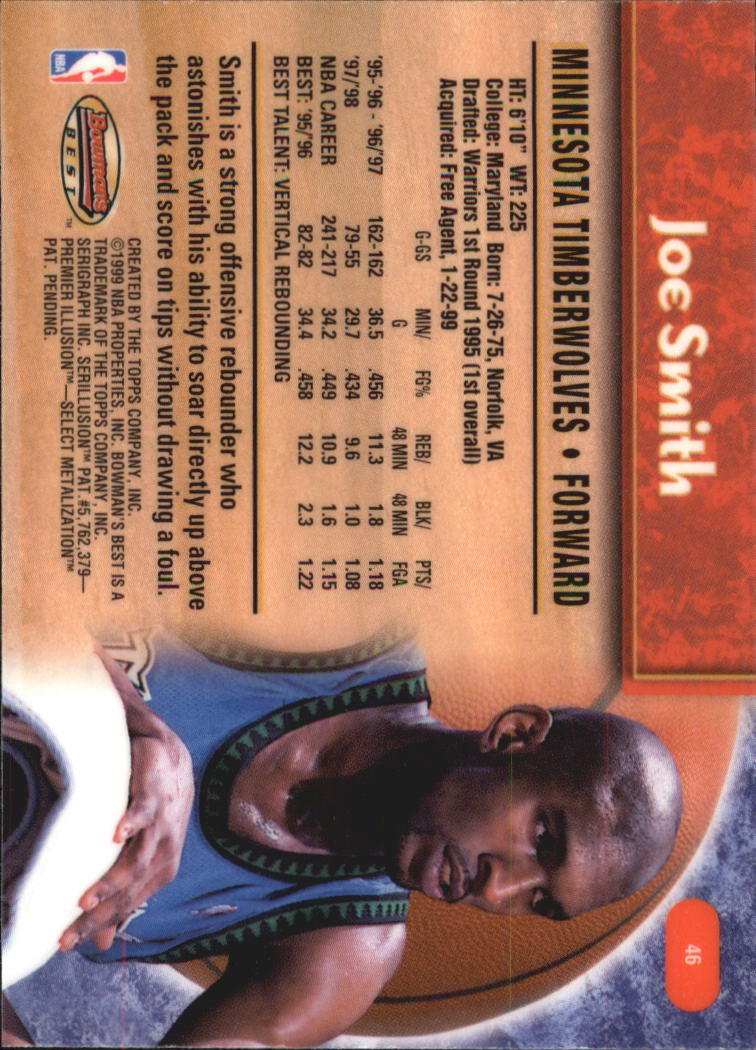 Joe Smith
46
MINNESOTA TIMBERWOLVES • FORWARD
HT: 6'10" WT: 225
College: Maryland Born: 7-26-75, Norfolk, VA
Drafted: Warriors 1st Round 1995 (1st overall)
Acquired: Free Agent, 1-22-99
G-GS MIN/ FG% REB/ BLK/ PTS/
G 48 MIN 48 MIN FGA
'95-'96 - '96/'97 162-162 36.5 .456 11.3 1.8 1.18
'97/'98 79-55 29.7 .434 9.6 1.0 1.08
NBA CAREER 241-217 34.2 .449 10.9 1.6 1.15
BEST: '95/'96 82-82 34.4 .458 12.2 2.3 1.22
BEST TALENT: VERTICAL REBOUNDING
Smith is a strong offensive rebounder who
astonishes with his ability to soar directly up above
the pack and score on tips without drawing a foul.
NBA
Bowman's
BEST™
CREATED BY THE TOPPS COMPANY, INC.
©1999 NBA PROPERTIES, INC. BOWMAN'S BEST IS A
TRADEMARK OF THE TOPPS COMPANY, INC.
SERIGRAPH INC. SERILLUSION™ PAT.#5,762,379—
PREMIER ILLUSION™—SELECT METALIZATION™
PAT. PENDING.